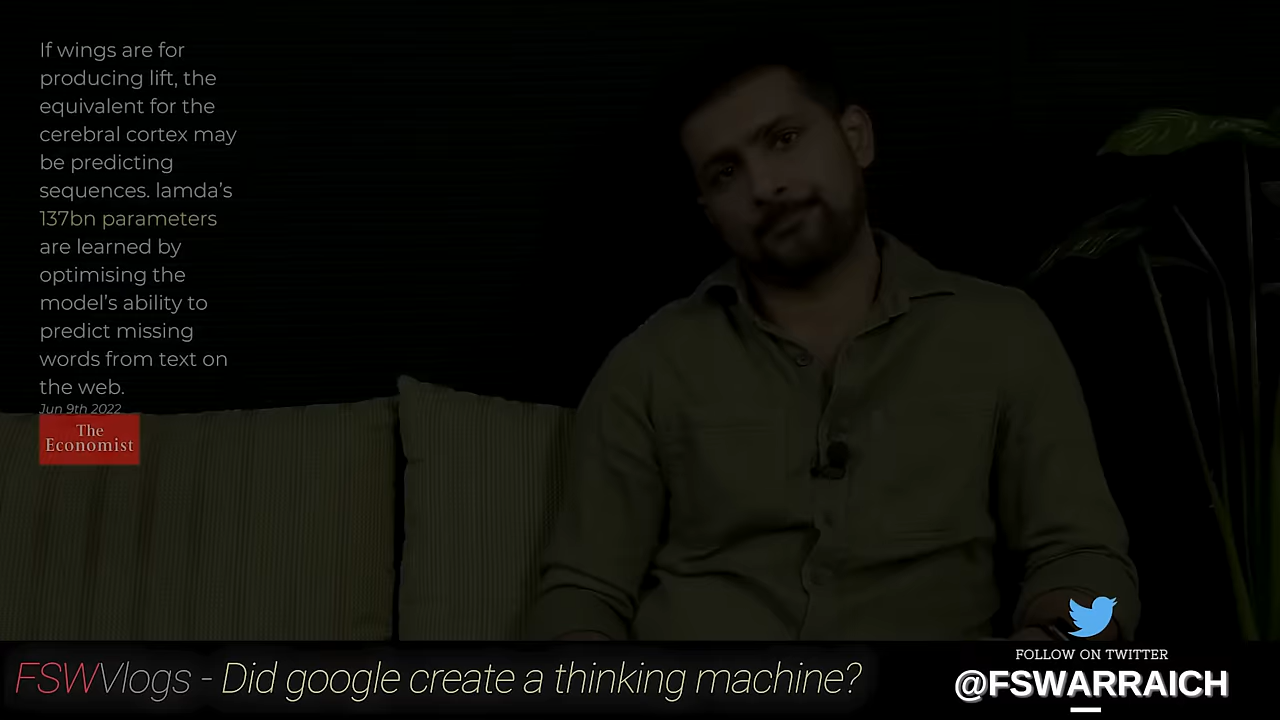 If wings are for
producing lift, the
equivalent for the
cerebral cortex may
be predicting
sequences. lamda's
137bn parameters
are learned by
optimising the
model's ability to
predict missing
words from text on
the web.
Jun 9th 2022
The
Economist
FSWVlogs - Did google create a thinking machine?
FOLLOW ON TWITTER
@FSWARRAICH